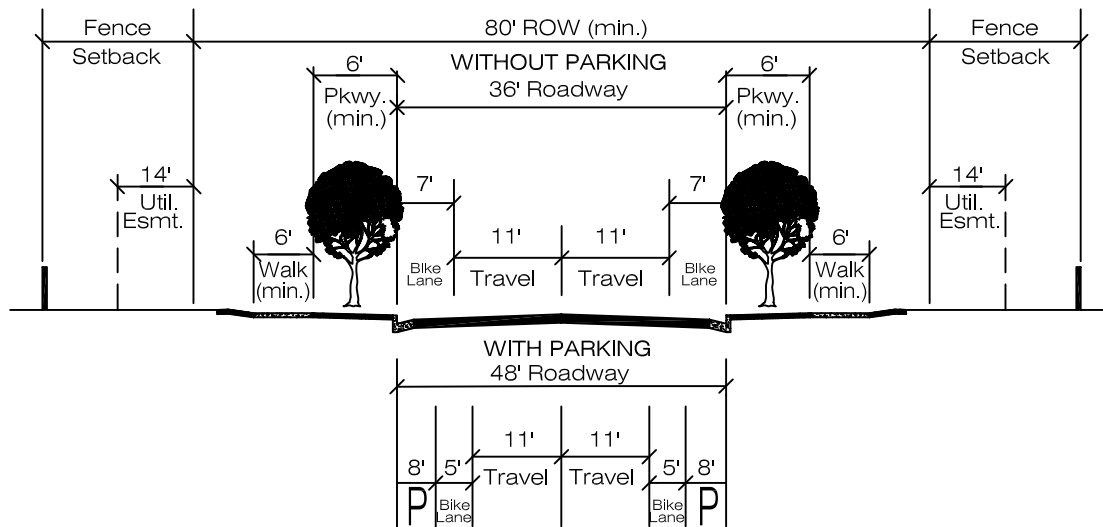 Fence
Setback
80' ROW (min.)
Fence
Setback
WITHOUT PARKING
36' Roadway
6'
Pkwy.
(min.)
6'
Pkwy.
(min.)
14'
Util.
Esmt.
7'
7'
14'
Util.
Esmt.
6'
Walk
(min.)
BIke
Lane
11'
Travel
11'
Travel
BIke
Lane
6'
Walk
(min.)
WITH PARKING
48' Roadway
8'
P
5'
Bike
Lane
11'
Travel
11'
Travel
5'
Bike
Lane
8'
P